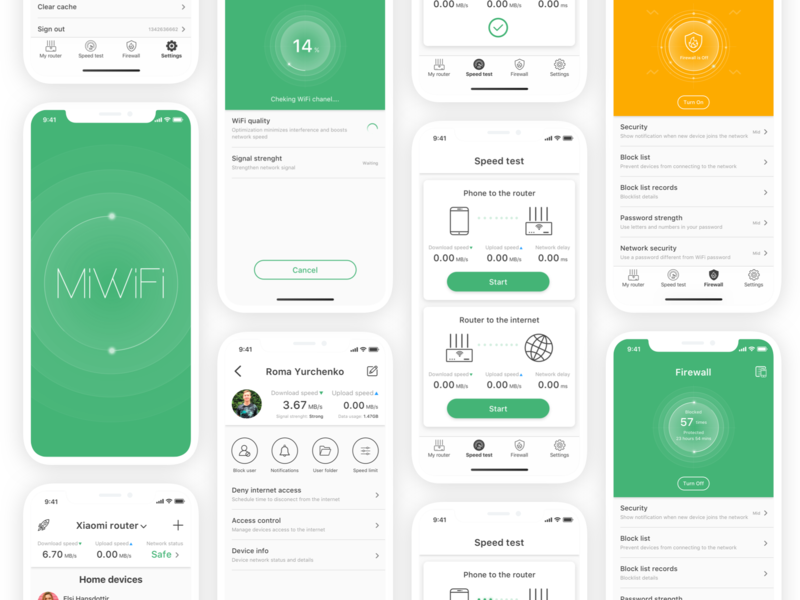 Clear cache
Sign out 1342636662
My router Speed test Firewall Settings
9:41
MiWiFi
9:41
Xiaomi router
Download speed Upload speed Network status
6.70 MB/s 0.00 MB/s Safe
Home devices
Elsi Hansdottir
14 %
Cheking WiFi chanel...
WiFi quality
Optimization minimizes interference and boosts
network speed
Signal strenght
Strengthen network signal
Waiting
Cancel
9:41
Roma Yurchenko
Download speed Upload speed
3.67 MB/s 0.00 MB/s
Signal strenght: Strong Data usage: 1.47GB
Block user Notifications User folder Speed limit
Deny internet access
Schedule time to disconnect from the internet
Access control
Manage devices access to the internet
Device info
Device network status and details
0.00 MB/s 0.00 MB/s 0.00 ms
My router Speed test Firewall Settings
9:41
Speed test
Phone to the router
Download speed Upload speed Network delay
0.00 MB/s 0.00 MB/s 0.00 ms
Start
Router to the internet
Download speed Upload speed Network delay
0.00 MB/s 0.00 MB/s 0.00 ms
Start
My router Speed test Firewall Settings
9:41
Speed test
Phone to the router
Firewall is Off
Turn On
Security
Show notification when new device joins the network
Block list
Prevent devices from connecting to the network
Block list records
Blocklist details
Password strength
Use letters and numbers in your password
Network security
Use a password different from WiFi password
My router Speed test Firewall Settings
9:41
Firewall
Blocked
57 times
Protected
Turn Off
Security
Show notification when new device joins the network
Block list
Prevent devices from connecting to the network
Block list records
Blocklist details
Password strength